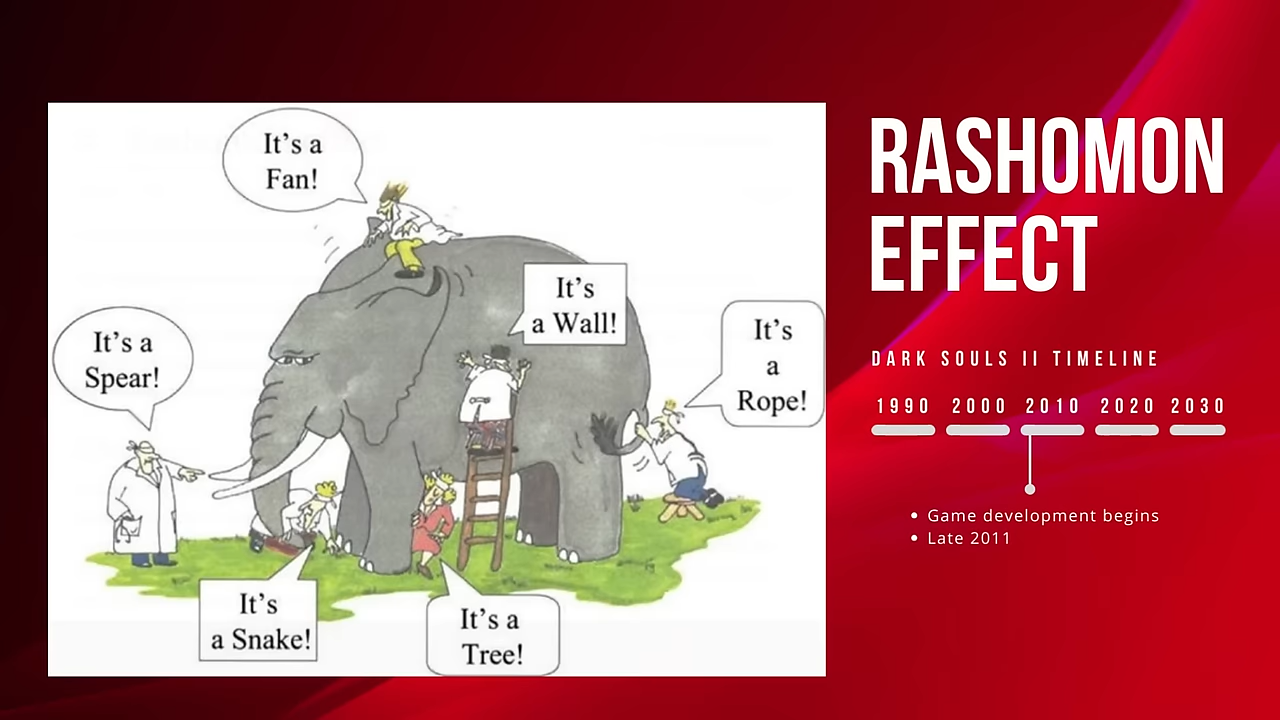 It's a
Fan!
It's
a Wall!
It's a
Spear!
It's
a
Rope!
It's
a Snake!
It's a
Tree!
RASHOMON
EFFECT
DARK SOULS II TIMELINE
1990 2000 2010 2020 2030
• Game development begins
• Late 2011